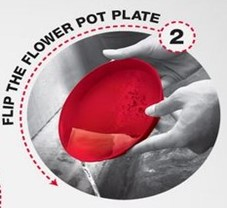 FLIP THE FLOWER POT PLATE
2